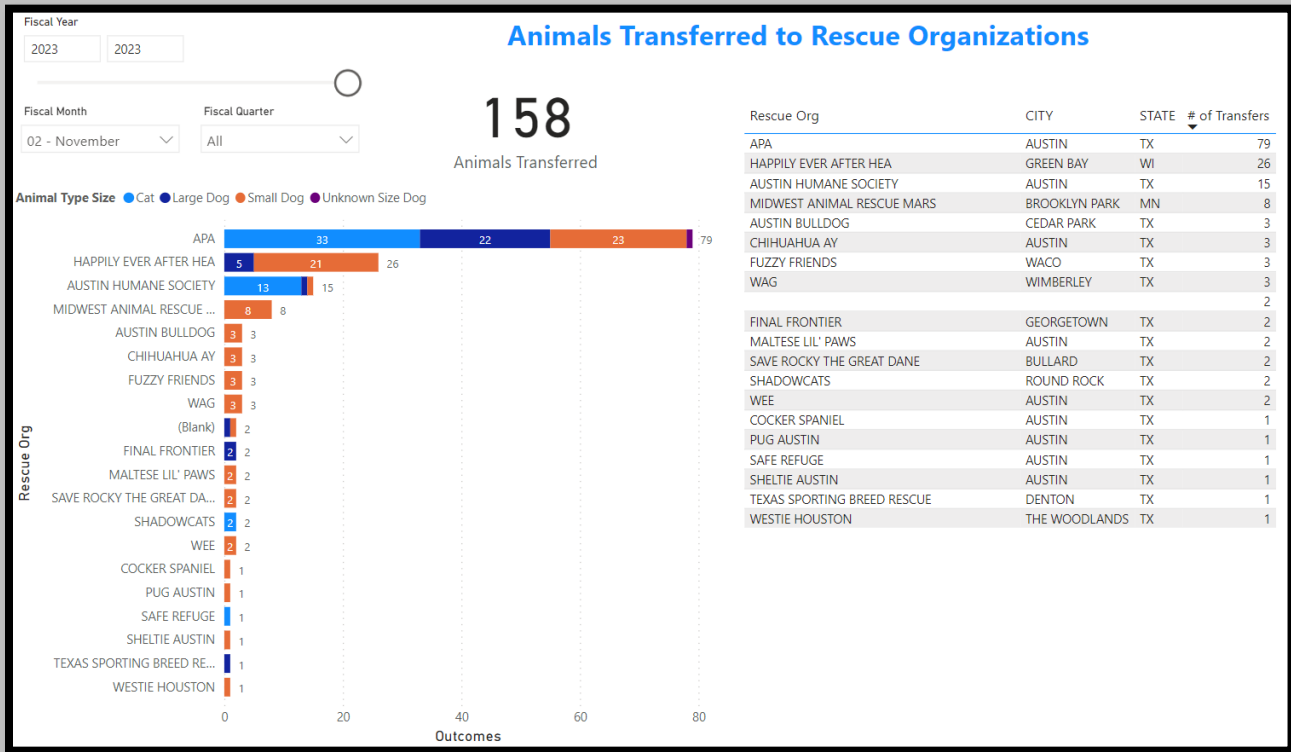 Fiscal Year
2023 2023
Animals Transferred to Rescue Organizations
Fiscal Month Fiscal Quarter
02 - November All
158
Animals Transferred
Animal Type Size Cat Large Dog Small Dog Unknown Size Dog
Rescue Org
APA 33 22 23 79
HAPPILY EVER AFTER HEA 5 21 26
AUSTIN HUMANE SOCIETY 13 15
MIDWEST ANIMAL RESCUE ... 8 8
AUSTIN BULLDOG 3 3
CHIHUAHUA AY 3 3
FUZZY FRIENDS 3 3
WAG 3 3
(Blank) 2
FINAL FRONTIER 2 2
MALTESE LIL' PAWS 2 2
SAVE ROCKY THE GREAT DA... 2 2
SHADOWCATS 2 2
WEE 2 2
COCKER SPANIEL 1
PUG AUSTIN 1
SAFE REFUGE 1
SHELTIE AUSTIN 1
TEXAS SPORTING BREED RE... 1
WESTIE HOUSTON 1
0 20 40 60 80
Outcomes
Rescue Org CITY STATE # of Transfers
APA AUSTIN TX 79
HAPPILY EVER AFTER HEA GREEN BAY WI 26
AUSTIN HUMANE SOCIETY AUSTIN TX 15
MIDWEST ANIMAL RESCUE MARS BROOKLYN PARK MN 8
AUSTIN BULLDOG CEDAR PARK TX 3
CHIHUAHUA AY AUSTIN TX 3
FUZZY FRIENDS WACO TX 3
WAG WIMBERLEY TX 3
2
FINAL FRONTIER GEORGETOWN TX 2
MALTESE LIL' PAWS AUSTIN TX 2
SAVE ROCKY THE GREAT DANE BULLARD TX 2
SHADOWCATS ROUND ROCK TX 2
WEE AUSTIN TX 2
COCKER SPANIEL AUSTIN TX 1
PUG AUSTIN AUSTIN TX 1
SAFE REFUGE AUSTIN TX 1
SHELTIE AUSTIN AUSTIN TX 1
TEXAS SPORTING BREED RESCUE DENTON TX 1
WESTIE HOUSTON THE WOODLANDS TX 1